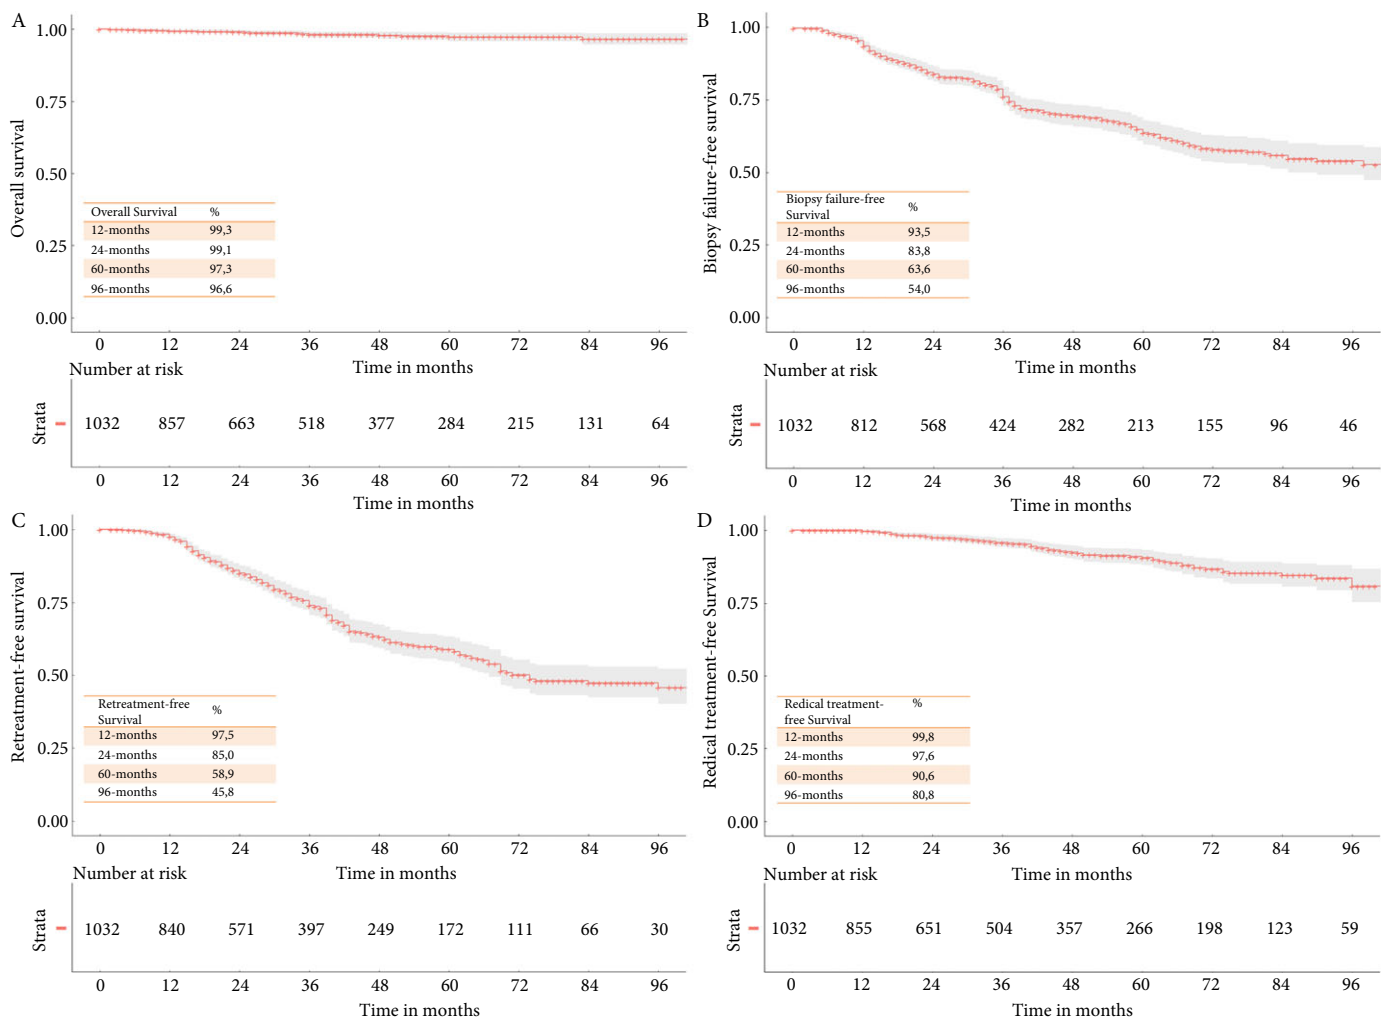 A
Overall survival
1.00
0.75
0.50
0.25
0.00
Overall Survival %
12-months 99,3
24-months 99,1
60-months 97,3
96-months 96,6
0 12 24 36 48 60 72 84 96
Number at risk
Time in months
Strata
1032 857 663 518 377 284 215 131 64
0 12 24 36 48 60 72 84 96
Time in months
B
Biopsy failure-free survival
1.00
0.75
0.50
0.25
0.00
Biopsy failure-free
Survival
%
12-months 93,5
24-months 83,8
60-months 63,6
96-months 54,0
0 12 24 36 48 60 72 84 96
Number at risk
Time in months
Strata
1032 812 568 424 282 213 155 96 46
0 12 24 36 48 60 72 84 96
Time in months
C
Retreatment-free survival
1.00
0.75
0.50
0.25
0.00
Retreatment-free
Survival
%
12-months 97,5
24-months 85,0
60-months 58,9
96-months 45,8
0 12 24 36 48 60 72 84 96
Number at risk
Time in months
Strata
1032 840 571 397 249 172 111 66 30
0 12 24 36 48 60 72 84 96
Time in months
D
Redical treatment-free Survival
1.00
0.75
0.50
0.25
0.00
Redical treatment-
free Survival
%
12-months 99,8
24-months 97,6
60-months 90,6
96-months 80,8
0 12 24 36 48 60 72 84 96
Number at risk
Time in months
Strata
1032 855 651 504 357 266 198 123 59
0 12 24 36 48 60 72 84 96
Time in months